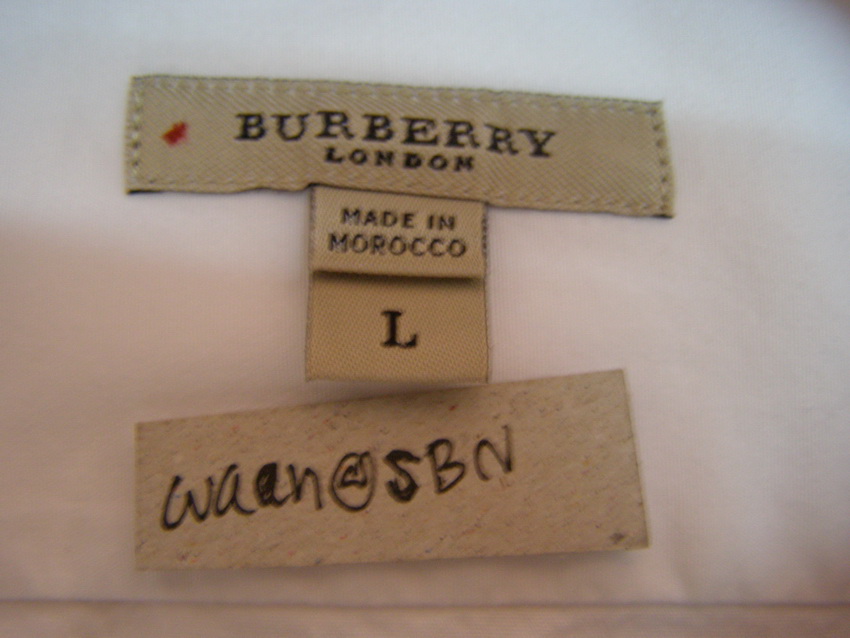 BURBERRY
LONDON
MADE IN
MOROCCO
L
waan@SBN